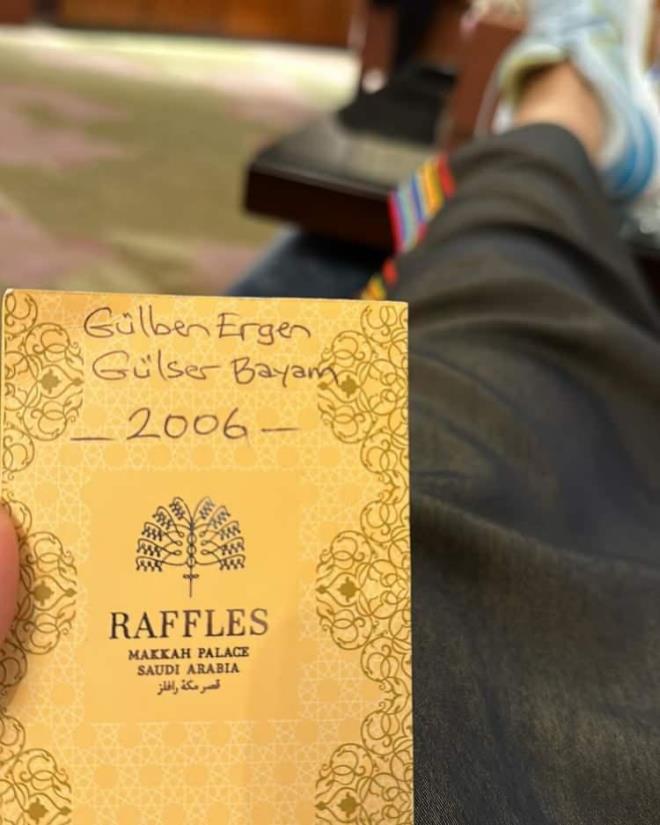 Gülben Ergen
Gülser Bayam
— 2006 —
RAFFLES
MAKKAH PALACE
SAUDI ARABIA
قصر مكة رافلز